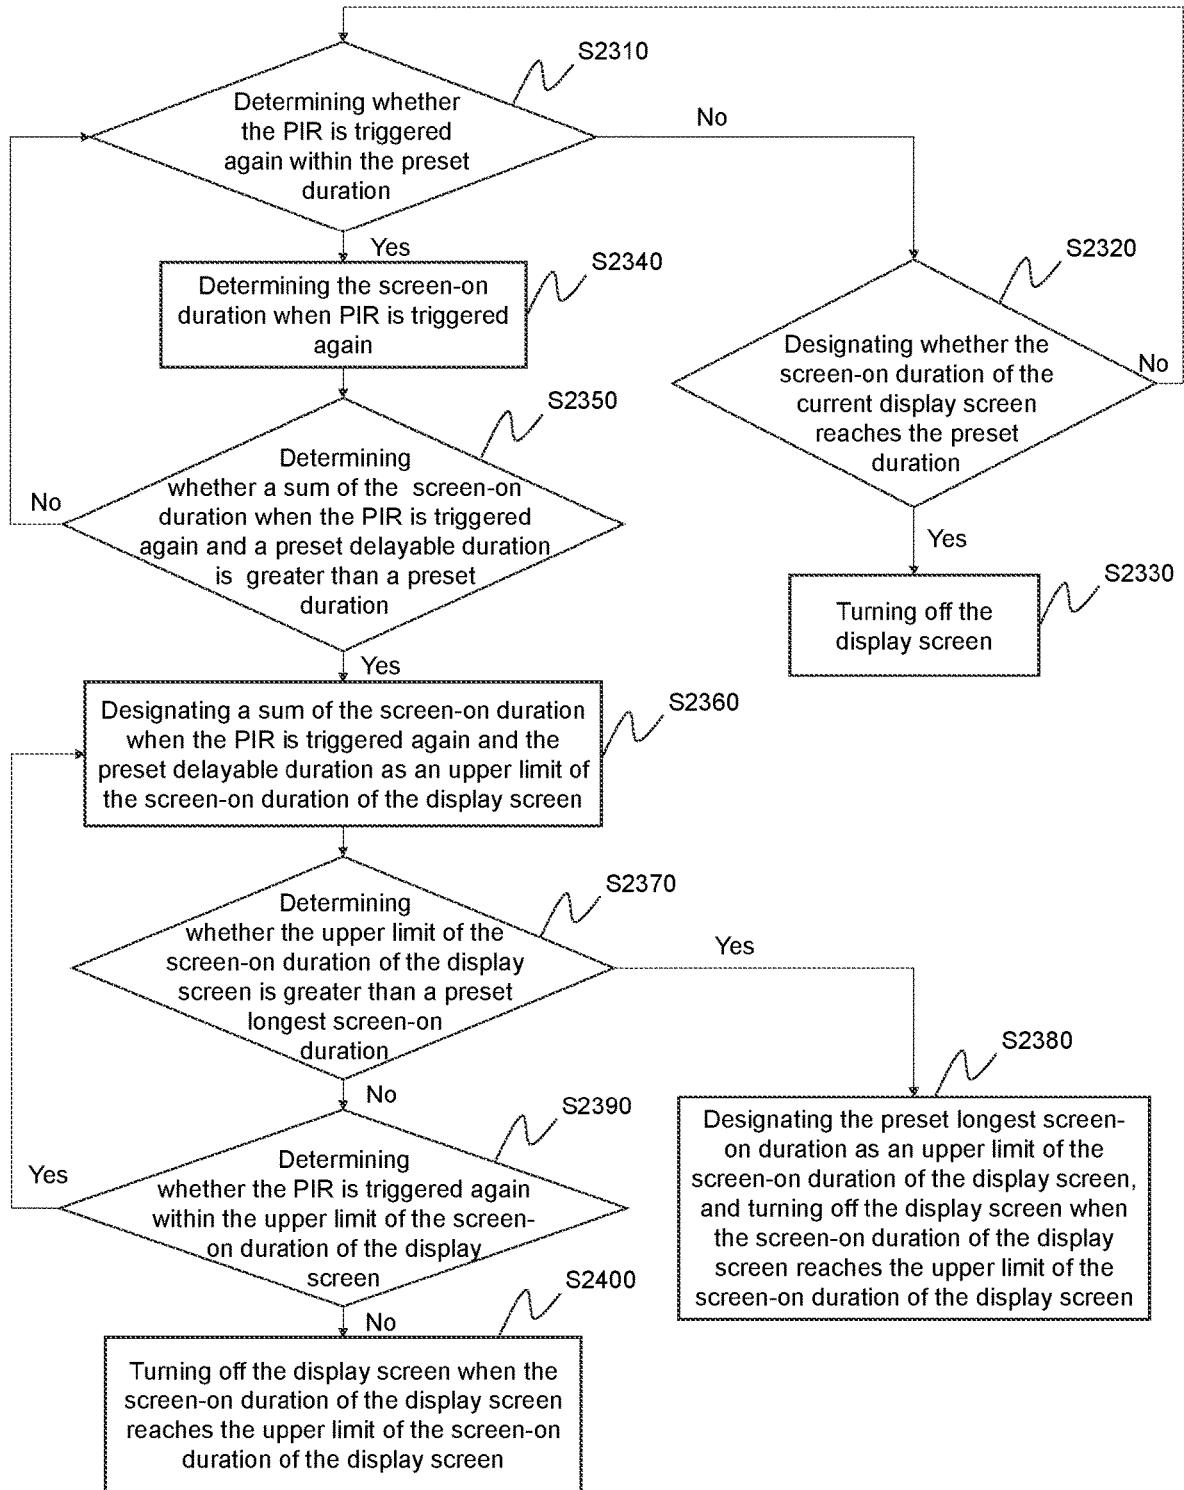 S2310
Determining whether
the PIR is triggered
again within the preset
duration
No
Yes
S2340
Determining the screen-on
duration when PIR is triggered
again
S2320
Designating whether the
screen-on duration of the
current display screen
reaches the preset
duration
No
Yes
S2330
Turning off the
display screen
S2350
Determining
whether a sum of the screen-on
duration when the PIR is triggered
again and a preset delayable duration
is greater than a preset
duration
No
Yes
S2360
Designating a sum of the screen-on duration
when the PIR is triggered again and the
preset delayable duration as an upper limit of
the screen-on duration of the display screen
S2370
Determining
whether the upper limit of the
screen-on duration of the display
screen is greater than a preset
longest screen-on
duration
Yes
No
S2380
Designating the preset longest screen-
on duration as an upper limit of the
screen-on duration of the display screen,
and turning off the display screen when
the screen-on duration of the display
screen reaches the upper limit of the
screen-on duration of the display screen
S2390
Determining
whether the PIR is triggered again
within the upper limit of the screen-
on duration of the display
screen
Yes
No
S2400
Turning off the display screen when the
screen-on duration of the display screen
reaches the upper limit of the screen-on
duration of the display screen